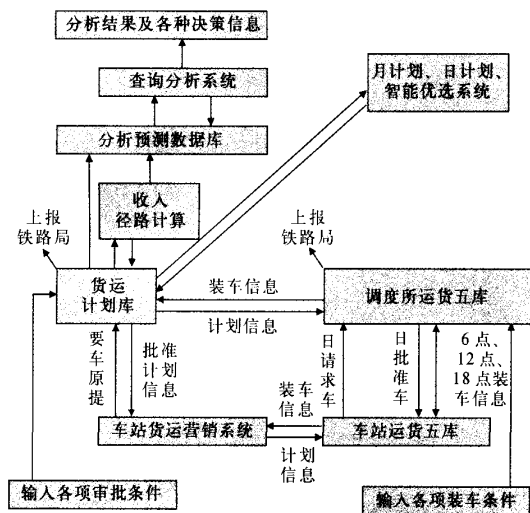 分析结果及各种决策信息
查询分析系统
月计划、日计划、
智能优选系统
分析预测数据库
收入
径路计算
上报
铁路局
上报
铁路局
货运
计划库
装车信息
计划信息
调度所运货五库
要车原提
批准
计划
信息
日请求车
日批准车
6点、
12点、
18点装
车信息
装车
信息
车站货运营销系统
车站运货五库
计划
信息
输入各项审批条件
输入各项装车条件